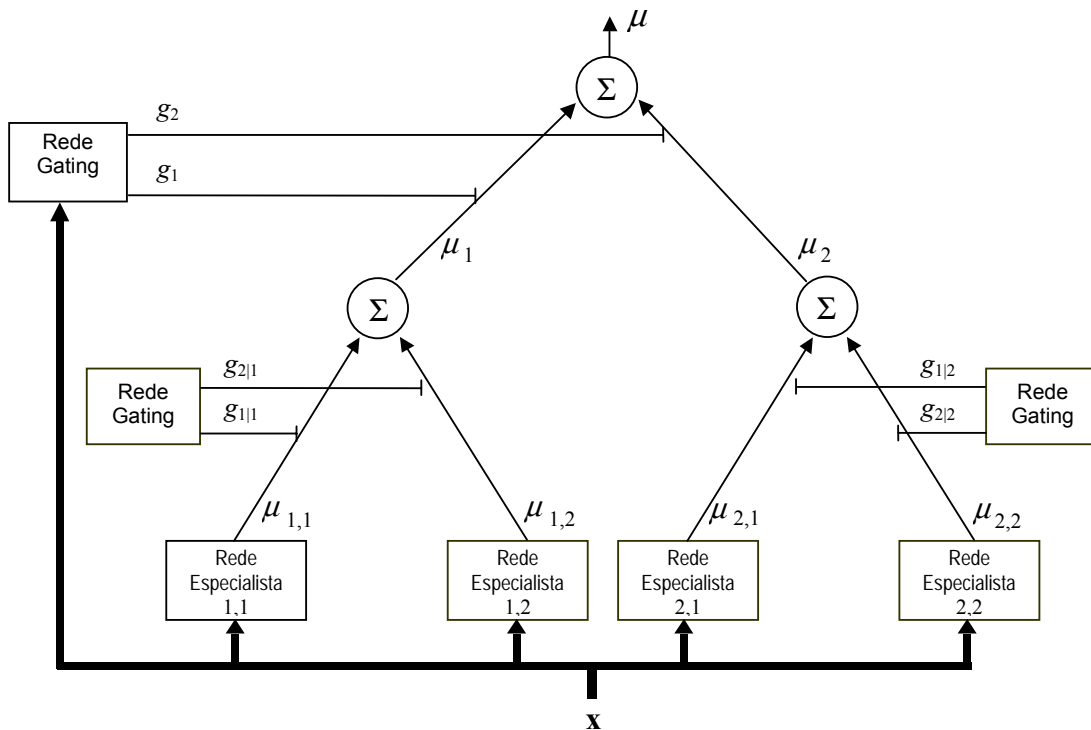 μ
Σ
g2
Rede
Gating
g1
μ1
μ2
Σ
Σ
g2|1
Rede
Gating
g1|1
g1|2
Rede
Gating
g2|2
μ1,1
μ1,2
μ2,1
μ2,2
Rede
Especialista
1,1
Rede
Especialista
1,2
Rede
Especialista
2,1
Rede
Especialista
2,2
x